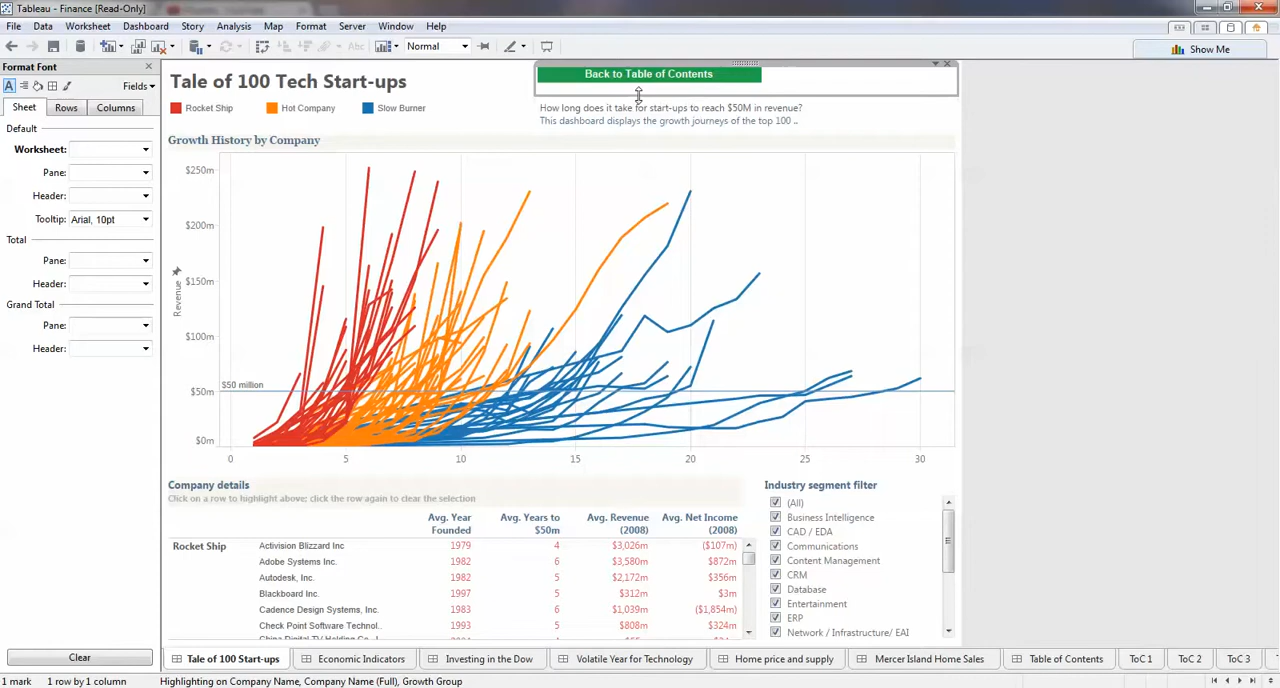 Tableau - Finance [Read-Only]
File Data Worksheet Dashboard Story Analysis Map Format Server Window Help
Abc Normal
Show Me
Format Font
Fields
Sheet Rows Columns
Default
Worksheet:
Pane:
Header:
Tooltip: Arial, 10pt
Total
Pane:
Header:
Grand Total
Pane:
Header:
Clear
Tale of 100 Tech Start-ups
Rocket Ship Hot Company Slow Burner
Back to Table of Contents
How long does it take for start-ups to reach $50M in revenue?
This dashboard displays the growth journeys of the top 100 ..
Growth History by Company
$250m
$200m
$150m
$100m
$50 million
$50m
$0m
Revenue
0 5 10 15 20 25 30
Company details
Click on a row to highlight above; click the row again to clear the selection
Avg. Year Founded Avg. Years to $50m Avg. Revenue (2008) Avg. Net Income (2008)
Rocket Ship Activision Blizzard Inc 1979 4 $3,026m ($107m)
Adobe Systems Inc. 1982 6 $3,580m $872m
Autodesk, Inc. 1982 5 $2,172m $356m
Blackboard Inc. 1997 5 $312m $3m
Cadence Design Systems, Inc. 1983 6 $1,039m ($1,854m)
Check Point Software Technol.. 1993 5 $808m $324m
Industry segment filter
(All)
Business Intelligence
CAD / EDA
Communications
Content Management
CRM
Database
Entertainment
ERP
Network / Infrastructure/ EAI
Tale of 100 Start-ups Economic Indicators Investing in the Dow Volatile Year for Technology Home price and supply Mercer Island Home Sales Table of Contents ToC 1 ToC 2 ToC 3
1 mark 1 row by 1 column Highlighting on Company Name, Company Name (Full), Growth Group